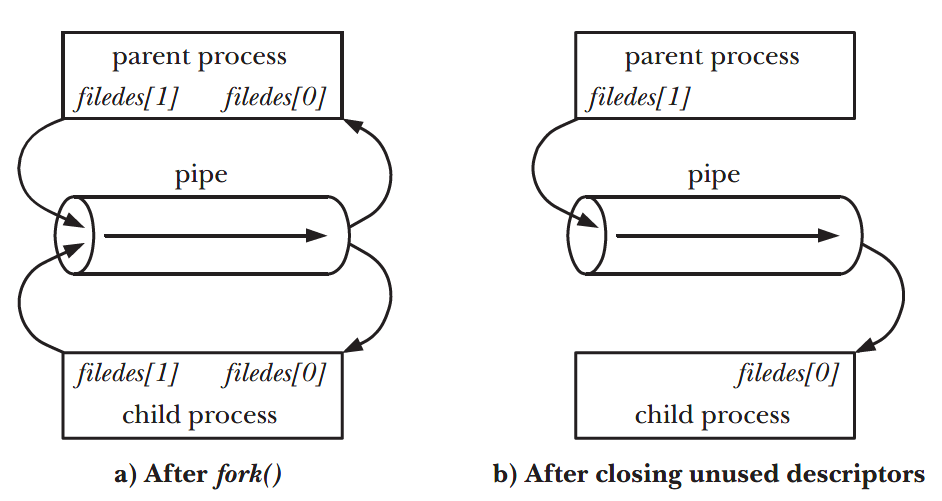 parent process
filedes[1] filedes[0]
pipe
filedes[1] filedes[0]
child process
a) After fork()
parent process
filedes[1]
pipe
filedes[0]
child process
b) After closing unused descriptors